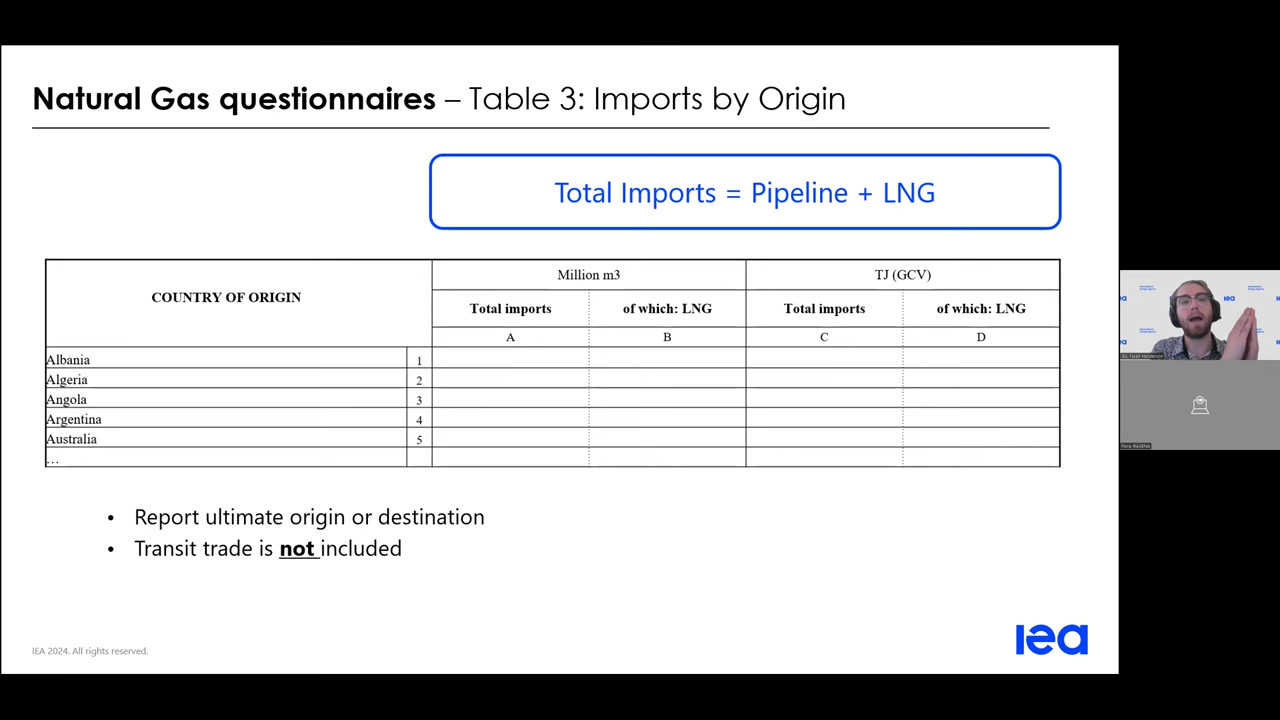 Natural Gas questionnaires – Table 3: Imports by Origin
Total Imports = Pipeline + LNG
COUNTRY OF ORIGIN
Million m3
TJ (GCV)
Total imports
of which: LNG
Total imports
of which: LNG
A
B
C
D
Albania
1
Algeria
2
Angola
3
Argentina
4
Australia
5
…
• Report ultimate origin or destination
• Transit trade is not included
IEA 2024. All rights reserved.
iea
iea